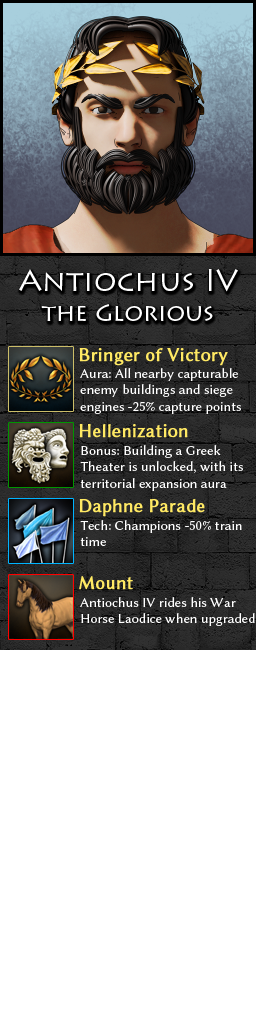 Antiochus IV
the Glorious
Bringer of Victory
Aura: All nearby capturable
enemy buildings and siege
engines -25% capture points
Hellenization
Bonus: Building a Greek
Theater is unlocked, with its
territorial expansion aura
Daphne Parade
Tech: Champions -50% train
time
Mount
Antiochus IV rides his War
Horse Laodice when upgraded